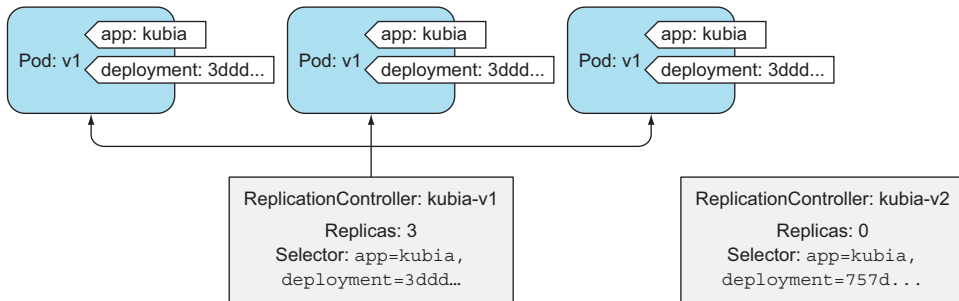 Pod: v1
app: kubia
deployment: 3ddd...
Pod: v1
app: kubia
deployment: 3ddd...
Pod: v1
app: kubia
deployment: 3ddd...
ReplicationController: kubia-v1
Replicas: 3
Selector: app=kubia,
deployment=3ddd…
ReplicationController: kubia-v2
Replicas: 0
Selector: app=kubia,
deployment=757d...